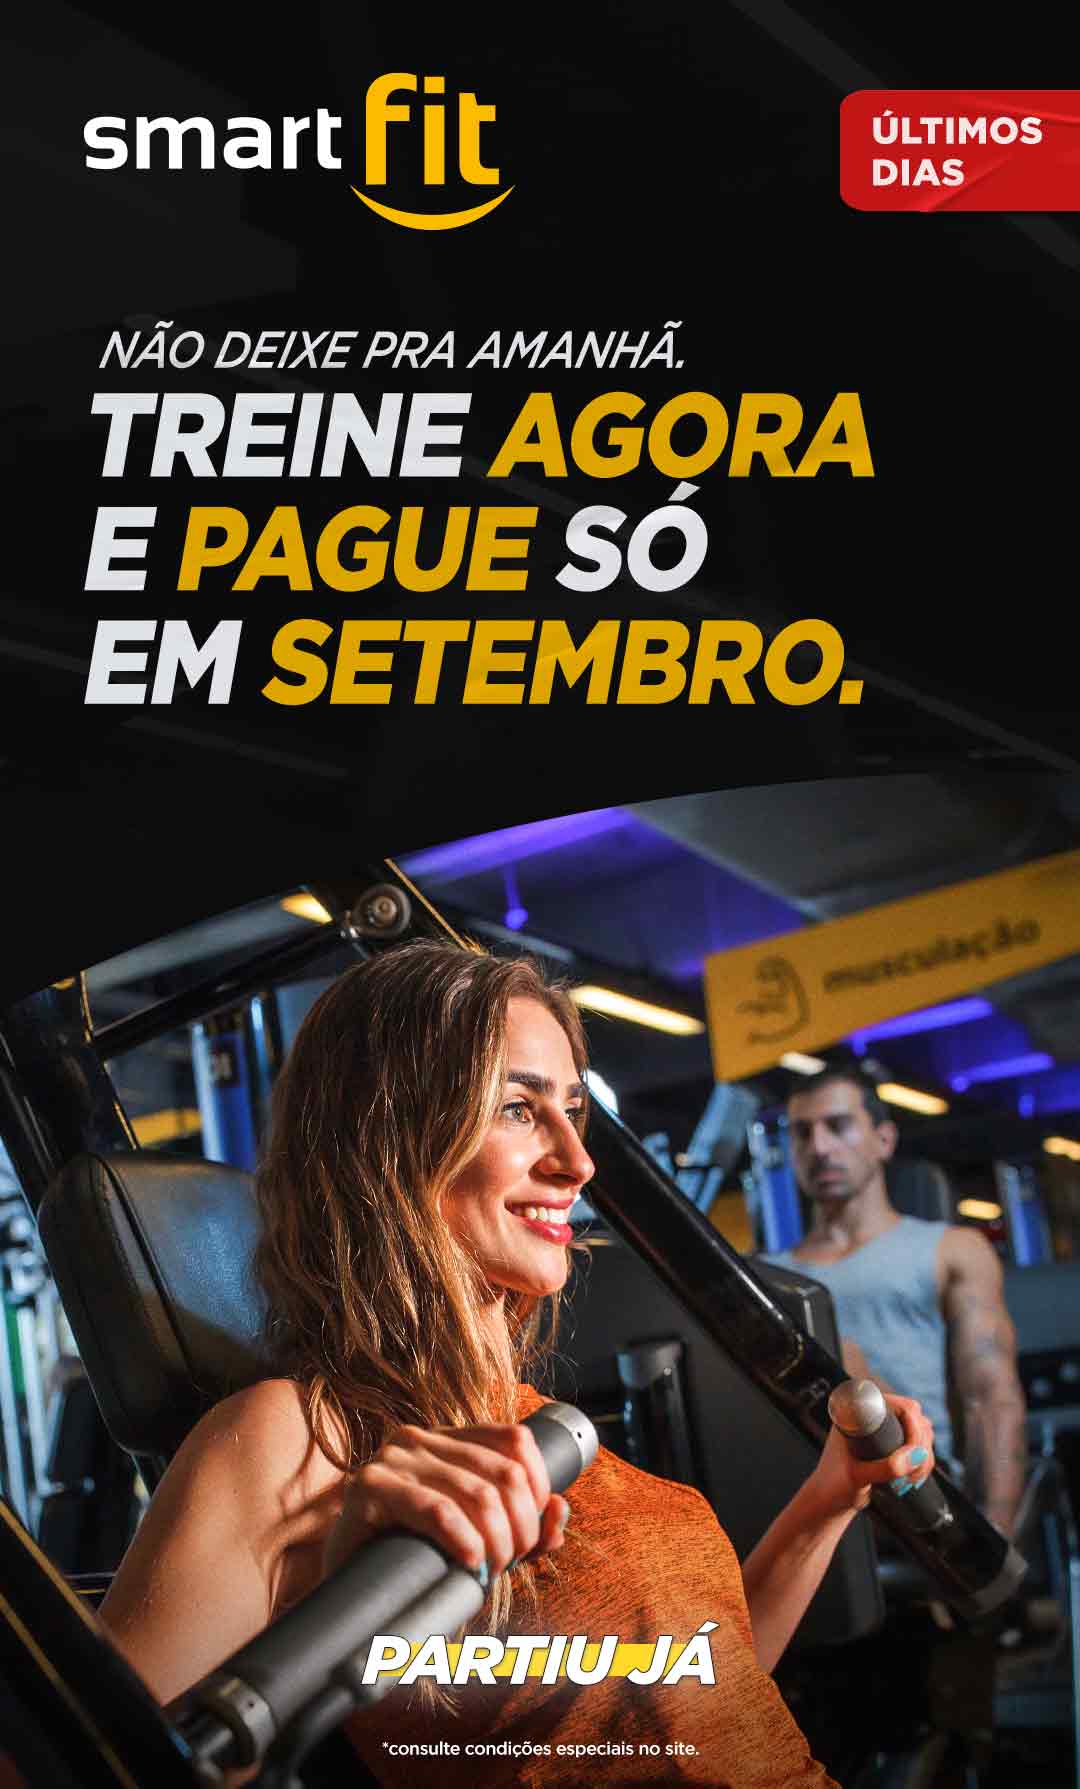 smart fit
ÚLTIMOS
DIAS
NÃO DEIXE PRA AMANHÃ.
TREINE AGORA
E PAGUE SÓ
EM SETEMBRO.
musculação
PARTIU JÁ
*consulte condições especiais no site.